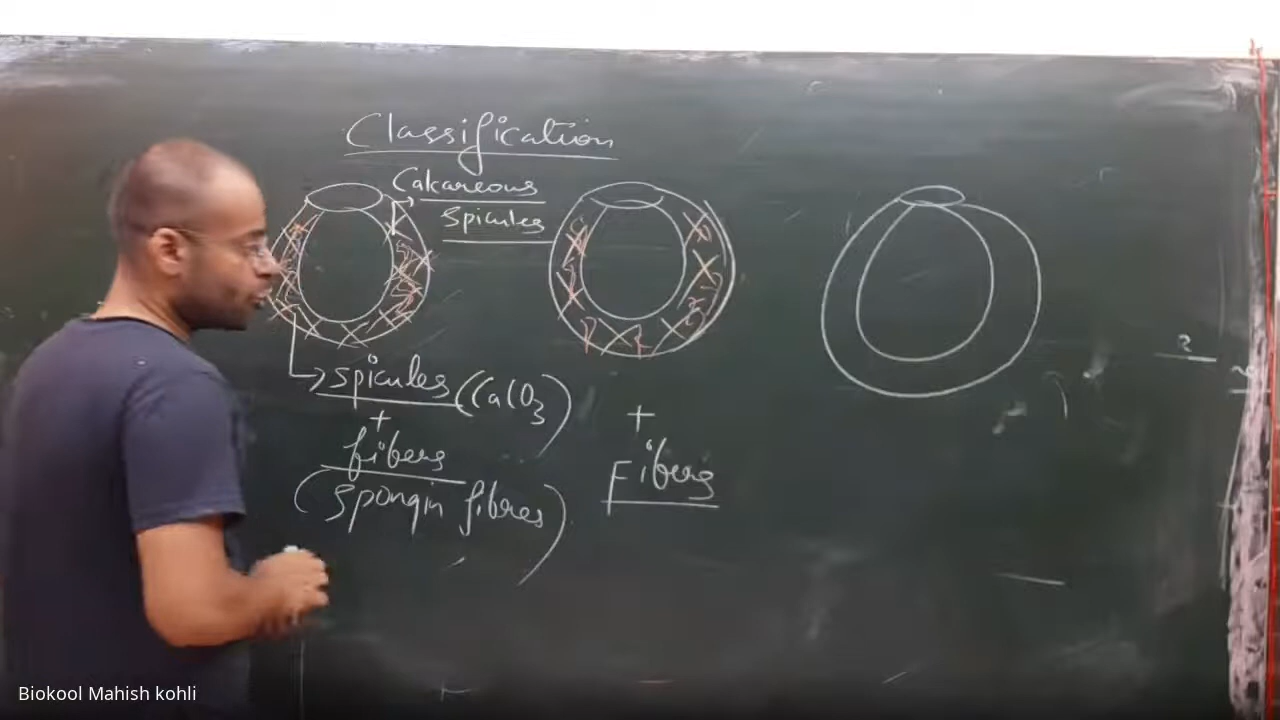 Classification
Calcareous
Spicules
spicules (CaCO3)
+
fibers
(spongin fibres)
+
Fibers
?
Biokool Mahish kohli